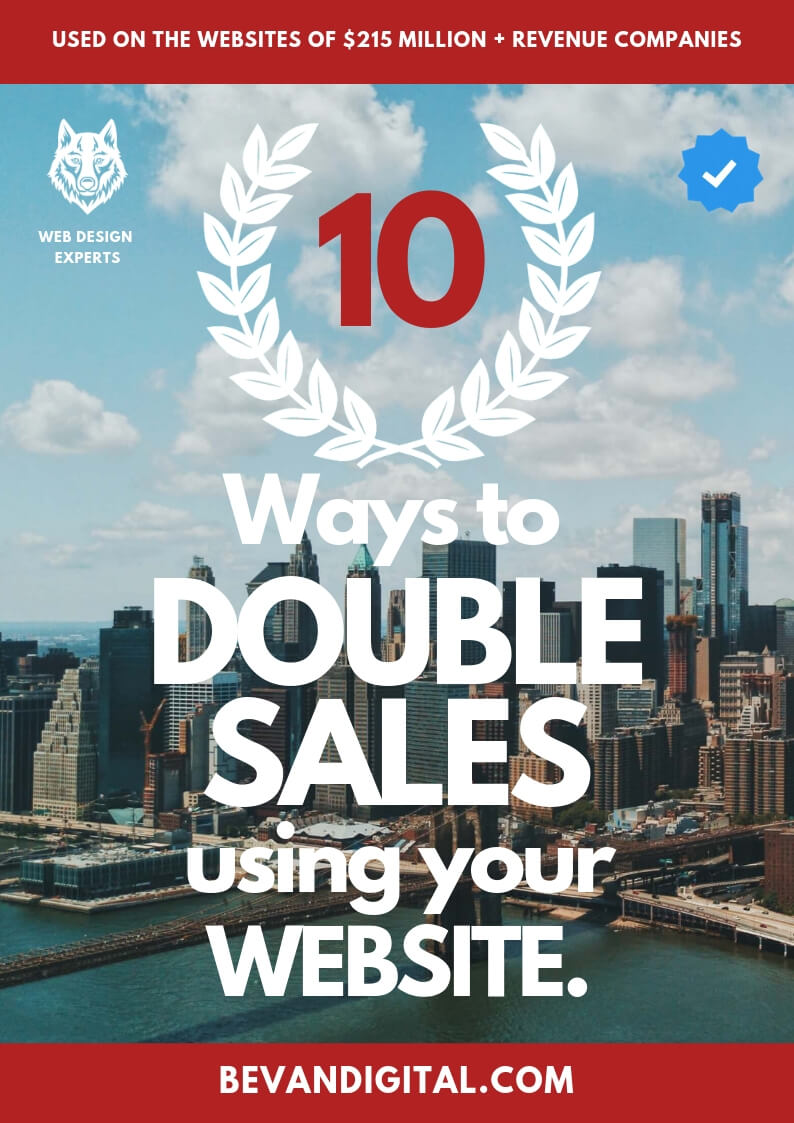 USED ON THE WEBSITES OF $215 MILLION + REVENUE COMPANIES
WEB DESIGN
EXPERTS
10
Ways to
DOUBLE
SALES
using your
WEBSITE.
BEVANDIGITAL.COM